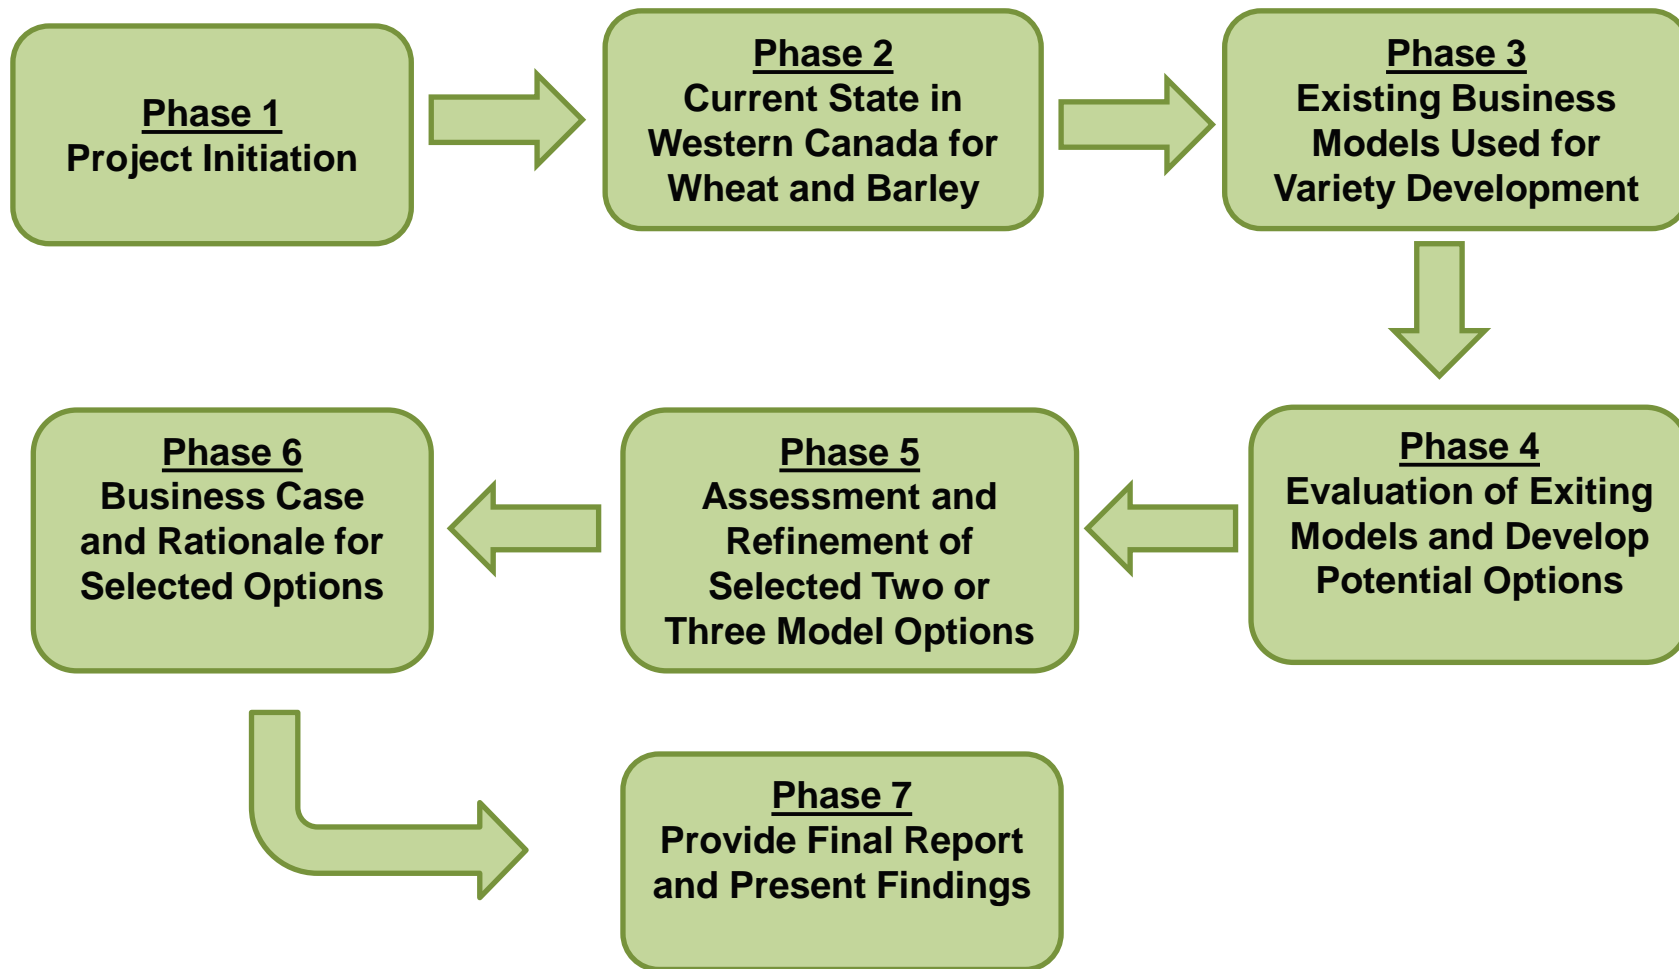 Phase 1
Project Initiation
Phase 2
Current State in
Western Canada for
Wheat and Barley
Phase 3
Existing Business
Models Used for
Variety Development
Phase 4
Evaluation of Exiting
Models and Develop
Potential Options
Phase 5
Assessment and
Refinement of
Selected Two or
Three Model Options
Phase 6
Business Case
and Rationale for
Selected Options
Phase 7
Provide Final Report
and Present Findings